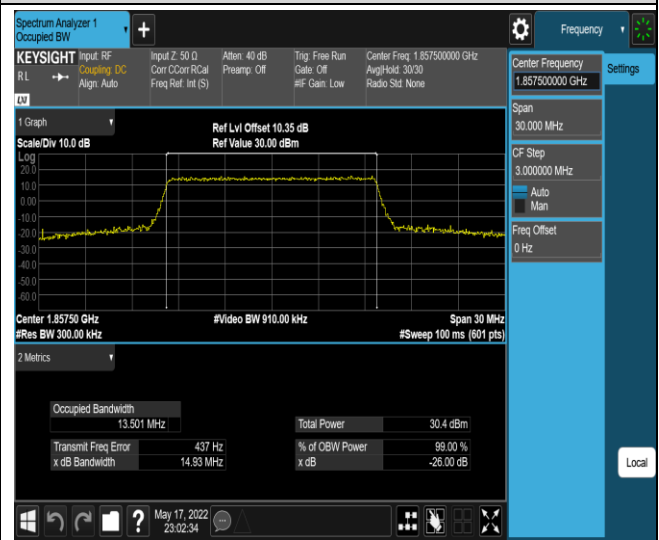 Spectrum Analyzer 1
Occupied BW
+
Frequency
KEYSIGHT
R L
LXI
Input: RF
Coupling: DC
Align: Auto
Input Z: 50 Ω
Corr CCorr RCal
Freq Ref: Int (S)
Atten: 40 dB
Preamp: Off
Trig: Free Run
Gate: Off
#IF Gain: Low
Center Freq: 1.857500000 GHz
Avg|Hold: 30/30
Radio Std: None
Center Frequency
1.857500000 GHz
Settings
Span
30.000 MHz
CF Step
3.000000 MHz
Auto
Man
Freq Offset
0 Hz
Local
1 Graph
Scale/Div 10.0 dB
Ref Lvl Offset 10.35 dB
Ref Value 30.00 dBm
Log
20.0
10.0
0.00
-10.0
-20.0
-30.0
-40.0
-50.0
-60.0
Center 1.85750 GHz
#Video BW 910.00 kHz
Span 30 MHz
#Res BW 300.00 kHz
#Sweep 100 ms (601 pts)
2 Metrics
Occupied Bandwidth
13.501 MHz
Total Power 30.4 dBm
Transmit Freq Error 437 Hz
% of OBW Power 99.00 %
x dB Bandwidth 14.93 MHz
x dB -26.00 dB
?
May 17, 2022
23:02:34